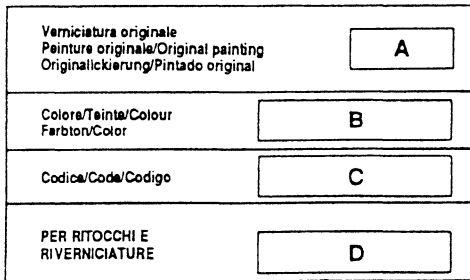 Verniciatura originale
Peinture originale/Original painting
Originallckierung/Pintado original
A
Colore/Teinte/Colour
Farbton/Color
B
Codice/Code/Codigo
C
PER RITOCCHI E
RIVERNICIATURE
D